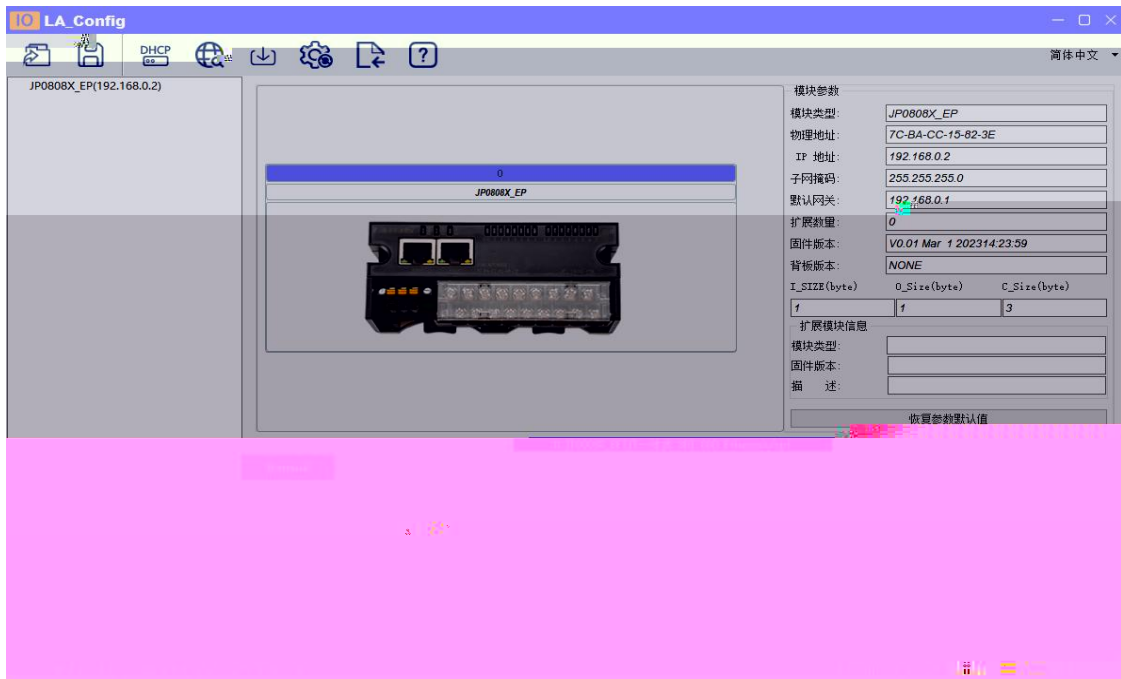 IO LA_Config
DHCP
简体中文
JP0808X_EP(192.168.0.2)
0
JP0808X_EP
模块参数
模块类型: JP0808X_EP
物理地址: 7C-BA-CC-15-82-3E
IP 地址: 192.168.0.2
子网掩码: 255.255.255.0
默认网关: 192.168.0.1
扩展数量: 0
固件版本: V0.01 Mar 1 202314:23:59
背板版本: NONE
I_SIZE(byte) O_Size(byte) C_Size(byte)
1 1 3
扩展模块信息
模块类型:
固件版本:
描 述:
恢复参数默认值